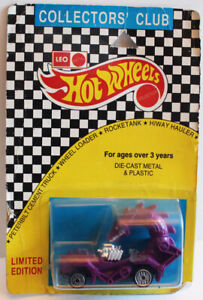 COLLECTORS' CLUB
LEO
Hot Wheels
PETERBILT CEMENT TRUCK • WHEEL LOADER • ROCKETANK • HIWAY HAULER
For ages over 3 years
DIE-CAST METAL
& PLASTIC
LIMITED
EDITION